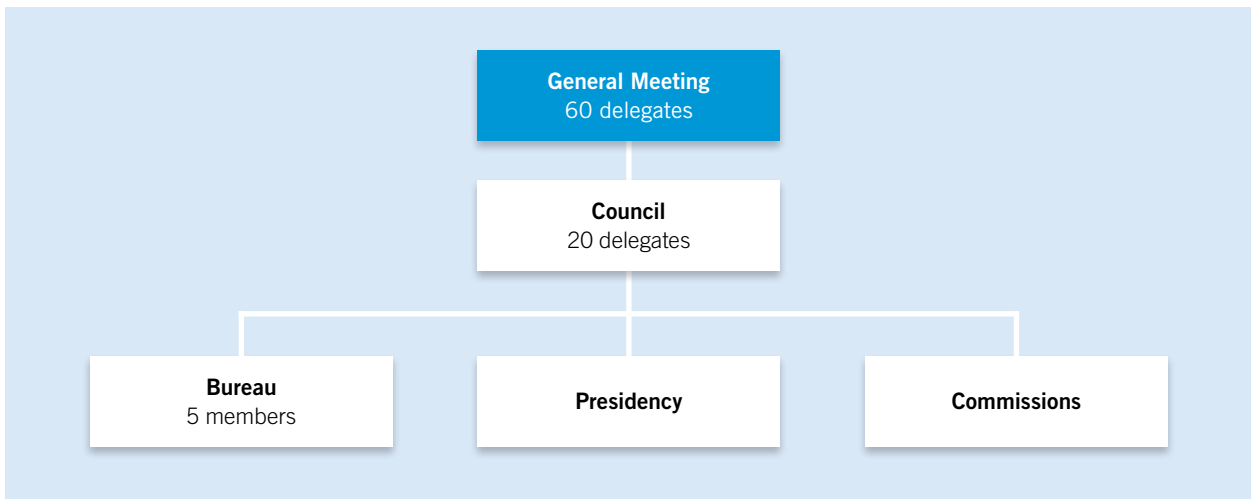 General Meeting
60 delegates
Council
20 delegates
Bureau
5 members
Presidency
Commissions